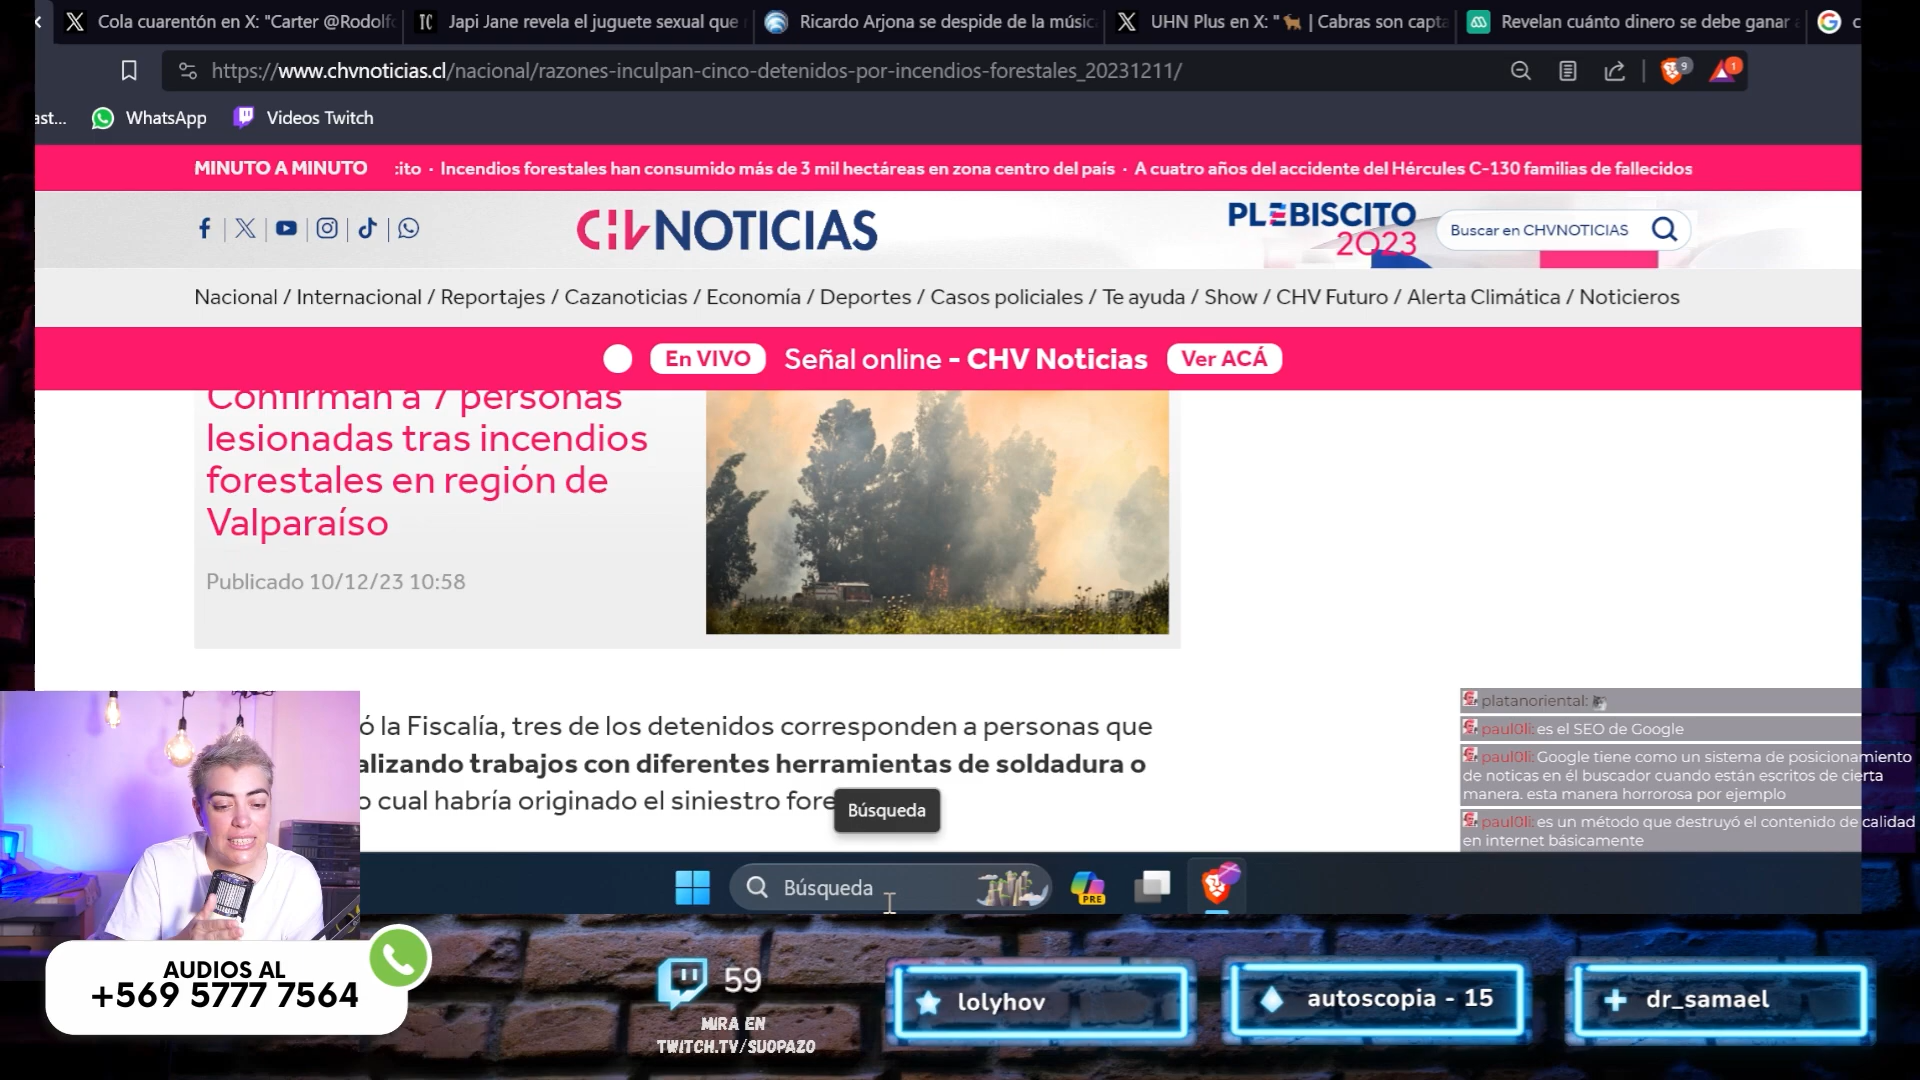 Cola cuarentón en X: "Carter @Rodolfo
Japi Jane revela el juguete sexual que
Ricardo Arjona se despide de la músic
UHN Plus en X: "🐐 | Cabras son capta
Revelan cuánto dinero se debe ganar
c
https://www.chvnoticias.cl/nacional/razones-inculpan-cinco-detenidos-por-incendios-forestales_20231211/
9
1
ast...
WhatsApp
Videos Twitch
MINUTO A MINUTO
:ito · Incendios forestales han consumido más de 3 mil hectáreas en zona centro del país · A cuatro años del accidente del Hércules C-130 familias de fallecidos
CHV NOTICIAS
PLEBISCITO
2023
Buscar en CHVNOTICIAS
Nacional / Internacional / Reportajes / Cazanoticias / Economía / Deportes / Casos policiales / Te ayuda / Show / CHV Futuro / Alerta Climática / Noticieros
En VIVO
Señal online - CHV Noticias
Ver ACÁ
Confirman a 7 personas
lesionadas tras incendios
forestales en región de
Valparaíso
Publicado 10/12/23 10:58
ó la Fiscalía, tres de los detenidos corresponden a personas que
alizando trabajos con diferentes herramientas de soldadura o
o cual habría originado el siniestro fore
Búsqueda
platanoriental:
paul0li: es el SEO de Google
paul0li: Google tiene como un sistema de posicionamiento
de noticas en él buscador cuando están escritos de cierta
manera. esta manera horrorosa por ejemplo
paul0li: es un método que destruyó el contenido de calidad
en internet básicamente
Búsqueda
PRE
AUDIOS AL
+569 5777 7564
59
MIRA EN
TWITCH.TV/SUOPAZO
lolyhov
autoscopia - 15
dr_samael